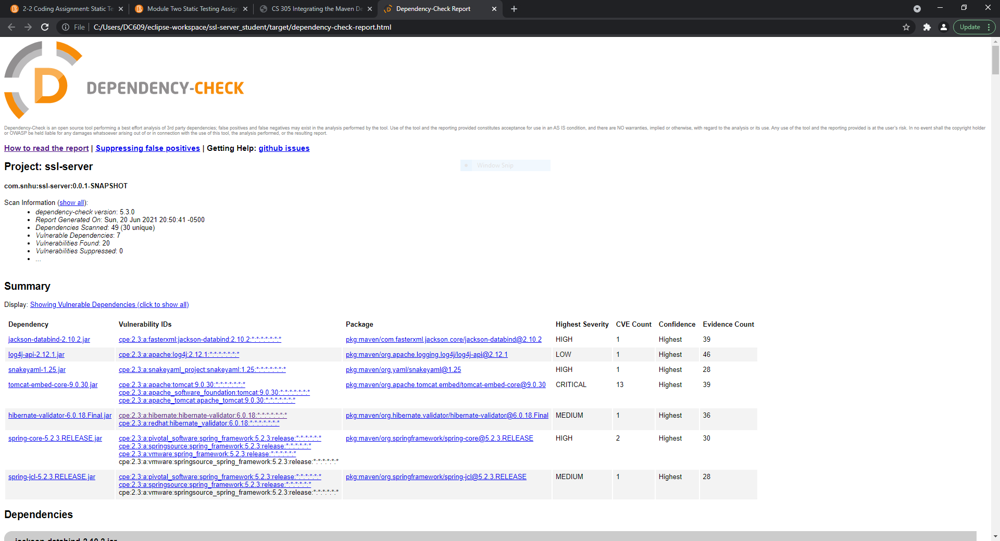 2-2 Coding Assignment: Static Te
Module Two Static Testing Assign
CS 305 Integrating the Maven De
Dependency-Check Report
File
C:/Users/DC609/eclipse-workspace/ssl-server_student/target/dependency-check-report.html
Update
D
DEPENDENCY-CHECK
Dependency-Check is an open source tool performing a best effort analysis of 3rd party dependencies; false positives and false negatives may exist in the analysis performed by the tool. Use of the tool and the reporting provided constitutes acceptance for use in an AS IS condition, and there are NO warranties, implied or otherwise, with regard to the analysis or its use. Any use of the tool and the reporting provided is at the user's risk. In no event shall the copyright holder
or OWASP be held liable for any damages whatsoever arising out of or in connection with the use of this tool, the analysis performed, or the resulting report.
How to read the report | Suppressing false positives | Getting Help: github issues
Window Snip
Project: ssl-server
com.snhu:ssl-server:0.0.1-SNAPSHOT
Scan Information (show all):
• dependency-check version: 5.3.0
• Report Generated On: Sun, 20 Jun 2021 20:50:41 -0500
• Dependencies Scanned: 49 (30 unique)
• Vulnerable Dependencies: 7
• Vulnerabilities Found: 20
• Vulnerabilities Suppressed: 0
• ...
Summary
Display: Showing Vulnerable Dependencies (click to show all)
Dependency Vulnerability IDs Package Highest Severity CVE Count Confidence Evidence Count
jackson-databind-2.10.2.jar cpe:2.3:a:fasterxml:jackson-databind:2.10.2:*:*:*:*:*:*:* pkg:maven/com.fasterxml.jackson.core/jackson-databind@2.10.2 HIGH 1 Highest 39
log4j-api-2.12.1.jar cpe:2.3:a:apache:log4j:2.12.1:*:*:*:*:*:*:* pkg:maven/org.apache.logging.log4j/log4j-api@2.12.1 LOW 1 Highest 46
snakeyaml-1.25.jar cpe:2.3:a:snakeyaml_project:snakeyaml:1.25:*:*:*:*:*:*:* pkg:maven/org.yaml/snakeyaml@1.25 HIGH 1 Highest 28
tomcat-embed-core-9.0.30.jar cpe:2.3:a:apache:tomcat:9.0.30:*:*:*:*:*:*:* pkg:maven/org.apache.tomcat.embed/tomcat-embed-core@9.0.30 CRITICAL 13 Highest 39
cpe:2.3:a:apache_software_foundation:tomcat:9.0.30:*:*:*:*:*:*:*
cpe:2.3:a:apache_tomcat:apache_tomcat:9.0.30:*:*:*:*:*:*:*
hibernate-validator-6.0.18.Final.jar cpe:2.3:a:hibernate:hibernate-validator:6.0.18:*:*:*:*:*:*:* pkg:maven/org.hibernate.validator/hibernate-validator@6.0.18.Final MEDIUM 1 Highest 36
cpe:2.3:a:redhat:hibernate_validator:6.0.18:*:*:*:*:*:*:*
spring-core-5.2.3.RELEASE.jar cpe:2.3:a:pivotal_software:spring_framework:5.2.3:release:*:*:*:*:*:* pkg:maven/org.springframework/spring-core@5.2.3.RELEASE HIGH 2 Highest 30
cpe:2.3:a:springsource:spring_framework:5.2.3:release:*:*:*:*:*:*
cpe:2.3:a:vmware:spring_framework:5.2.3:release:*:*:*:*:*:*
cpe:2.3:a:vmware:springsource_spring_framework:5.2.3:release:*:*:*:*:*:*
spring-jcl-5.2.3.RELEASE.jar cpe:2.3:a:pivotal_software:spring_framework:5.2.3:release:*:*:*:*:*:* pkg:maven/org.springframework/spring-jcl@5.2.3.RELEASE MEDIUM 1 Highest 28
cpe:2.3:a:springsource:spring_framework:5.2.3:release:*:*:*:*:*:*
cpe:2.3:a:vmware:springsource_spring_framework:5.2.3:release:*:*:*:*:*:*
Dependencies
jackson-databind-2.10.2.jar